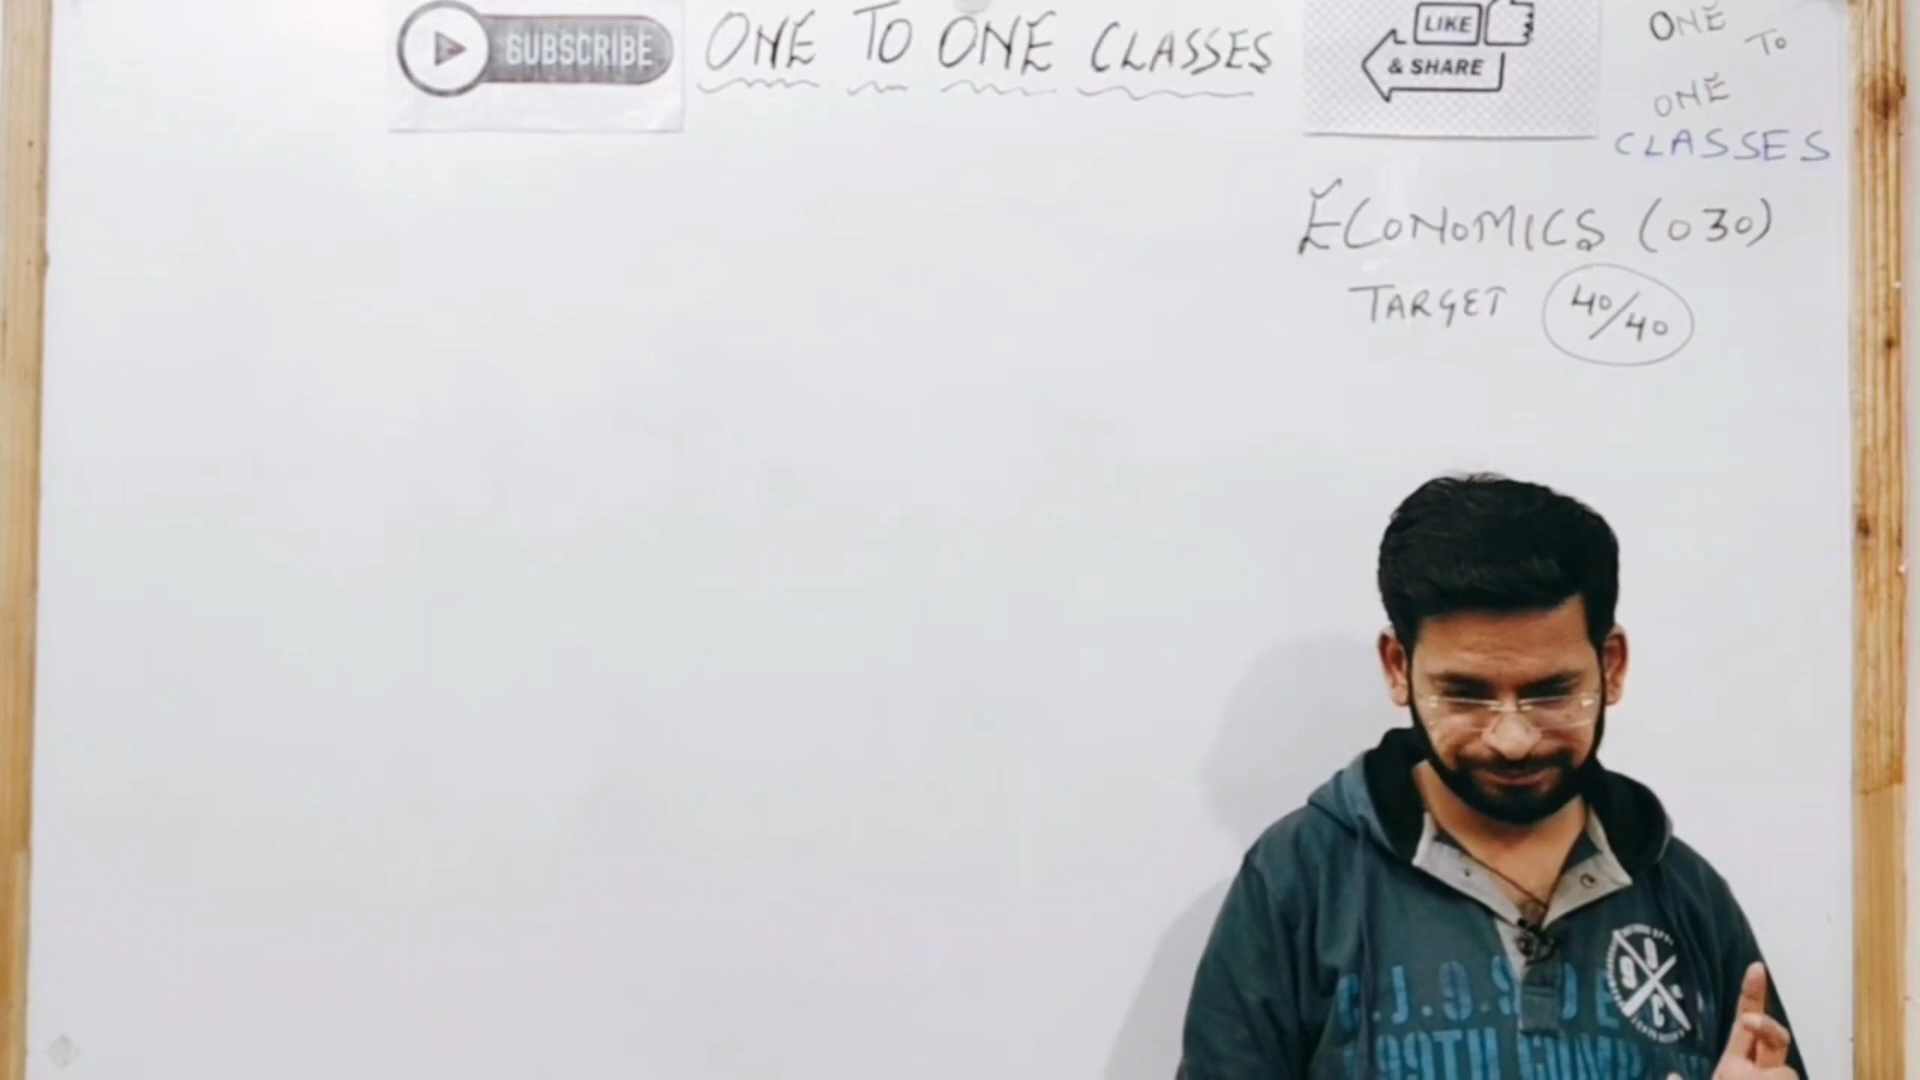 SUBSCRIBE
ONE TO ONE CLASSES
LIKE
& SHARE
ONE TO
ONE
CLASSES
ECONOMICS (030)
TARGET 40/40